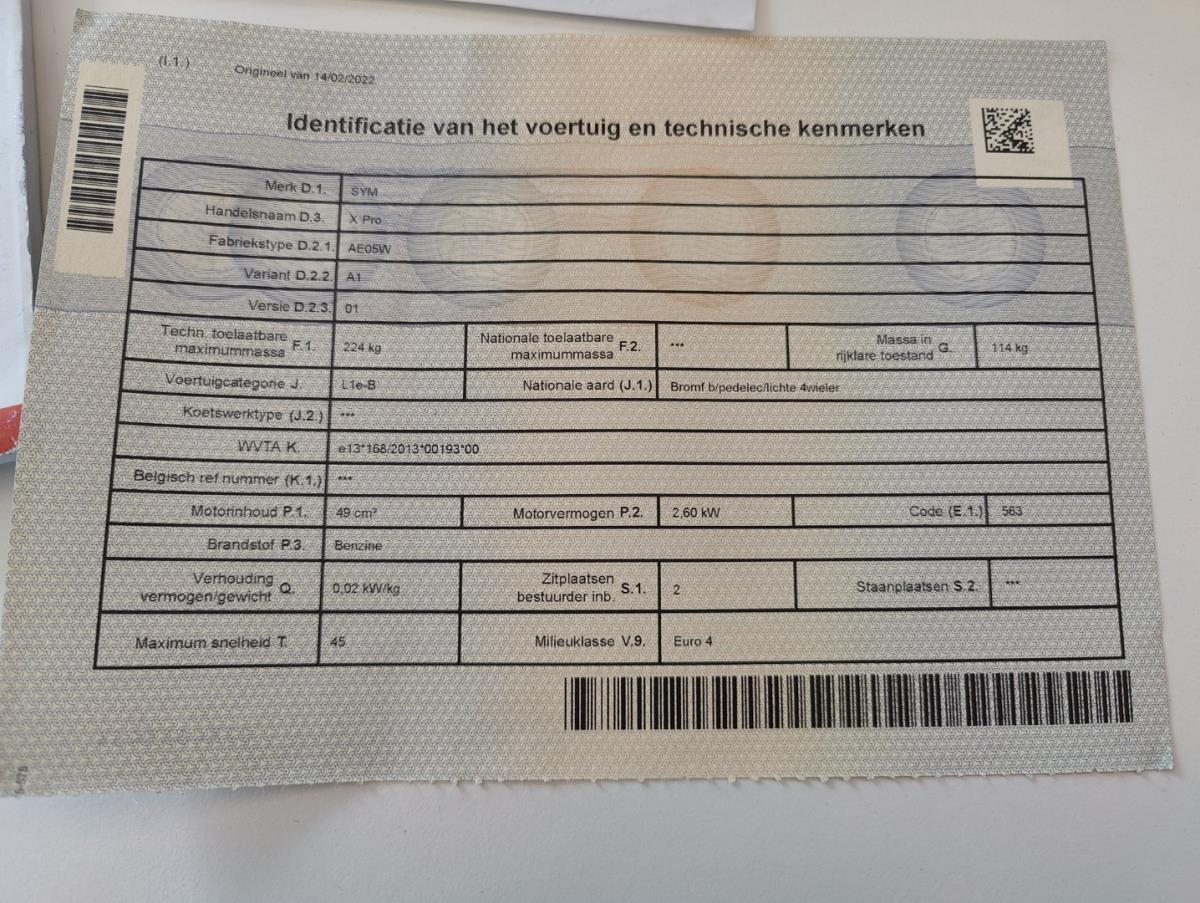 (I.1.) Origineel van 14/02/2022
Identificatie van het voertuig en technische kenmerken
Merk D.1. SYM
Handelsnaam D.3. X Pro
Fabriekstype D.2.1. AE05W
Variant D.2.2. A1
Versie D.2.3. 01
Techn. toelaatbare maximummassa F.1. 224 kg Nationale toelaatbare maximummassa F.2. *** Massa in rijklare toestand G. 114 kg
Voertuigcategorie J. L1e-B Nationale aard (J.1.) Bromf b/pedelec/lichte 4wieler
Koetswerktype (J.2.) ***
WVTA K. e13*168/2013*00193*00
Belgisch ref nummer (K.1.) ***
Motorinhoud P.1. 49 cm³ Motorvermogen P.2. 2,60 kW Code (E.1.) 563
Brandstof P.3. Benzine
Verhouding vermogen/gewicht Q. 0,02 kW/kg Zitplaatsen bestuurder inb. S.1. 2 Staanplaatsen S.2. ***
Maximum snelheid T. 45 Milieuklasse V.9. Euro 4